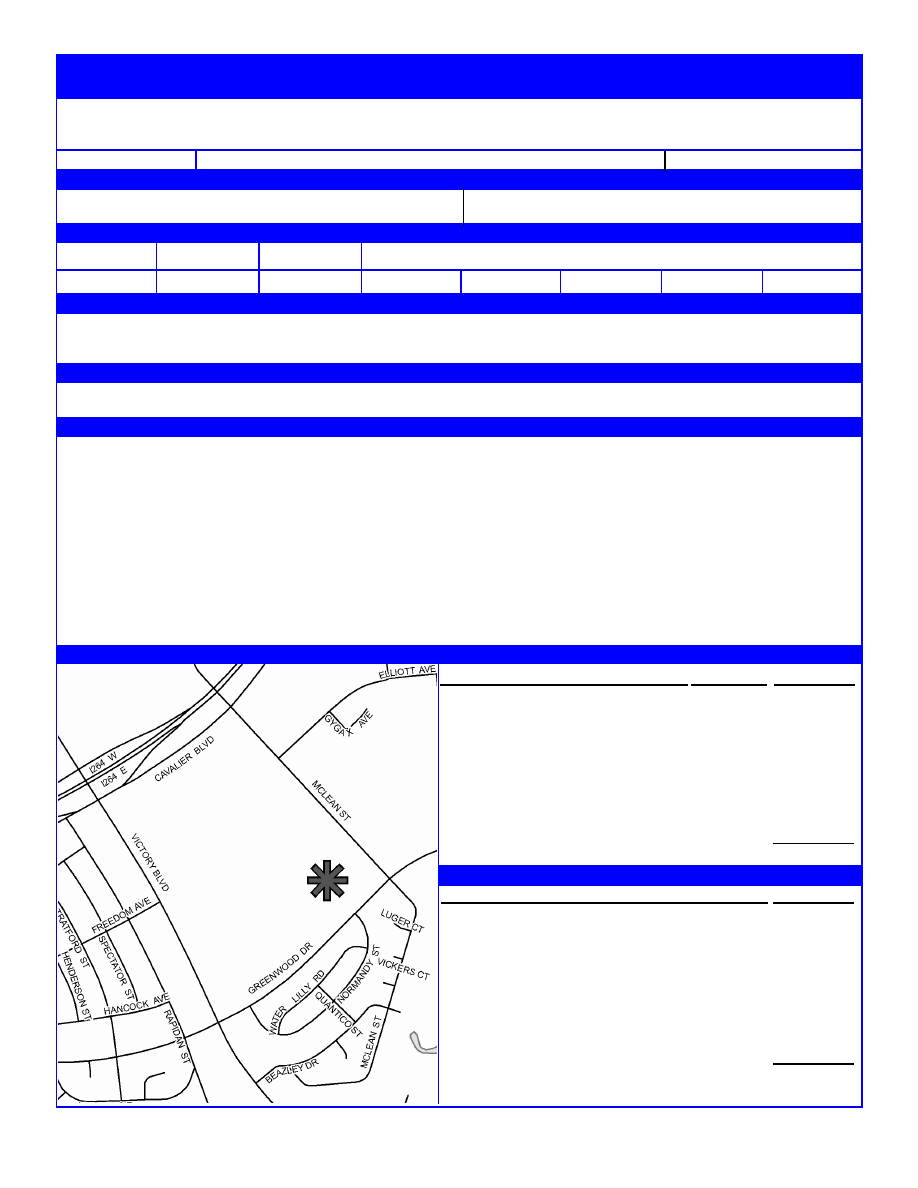 ELLIOTT AVE
GYGAX AVE
I264 W
I264 E
CAVALIER BLVD
MCLEAN ST
VICTORY BLVD
FREEDOM AVE
TRATFORD ST
SPECTATOR ST
HENDERSON ST
HANCOCK AVE
RAPIDAN ST
LUGER CT
GREENWOOD DR
VICKERS CT
LILLY RD
NORMANDY ST
WATER
QUANTICO ST
MCLEAN ST
BEAZLEY DR